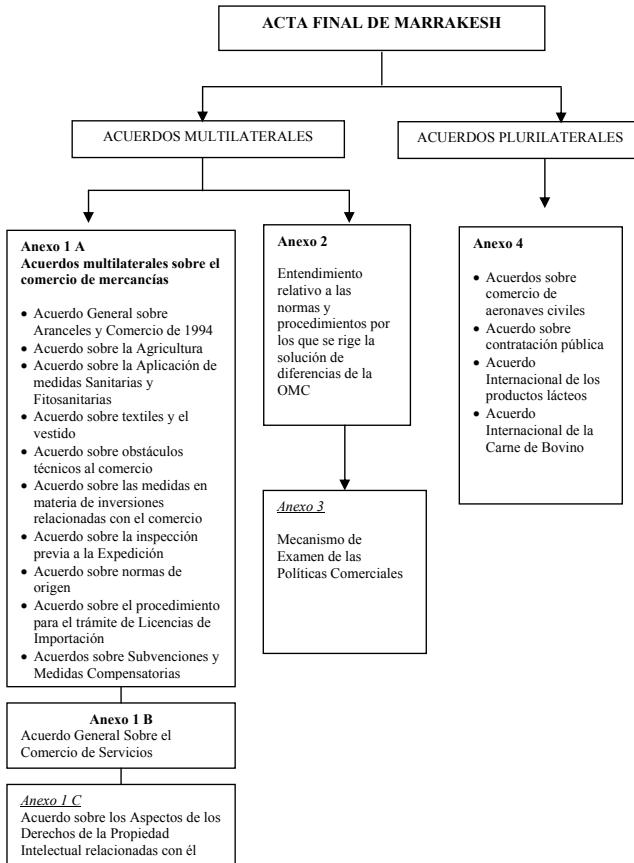 ACTA FINAL DE MARRAKESH
ACUERDOS MULTILATERALES
ACUERDOS PLURILATERALES
Anexo 1 A
Acuerdos multilaterales sobre el
comercio de mercancías
• Acuerdo General sobre
Aranceles y Comercio de 1994
• Acuerdo sobre la Agricultura
• Acuerdo sobre la Aplicación de
medidas Sanitarias y
Fitosanitarias
• Acuerdo sobre textiles y el
vestido
• Acuerdo sobre obstáculos
técnicos al comercio
• Acuerdo sobre las medidas en
materia de inversiones
relacionadas con el comercio
• Acuerdo sobre la inspección
previa a la Expedición
• Acuerdo sobre normas de
origen
• Acuerdo sobre el procedimiento
para el trámite de Licencias de
Importación
• Acuerdos sobre Subvenciones y
Medidas Compensatorias
Anexo 1 B
Acuerdo General Sobre el
Comercio de Servicios
Anexo 1 C
Acuerdo sobre los Aspectos de los
Derechos de la Propiedad
Intelectual relacionadas con él
Anexo 2
Entendimiento
relativo a las
normas y
procedimientos por
los que se rige la
solución de
diferencias de la
OMC
Anexo 3
Mecanismo de
Examen de las
Políticas Comerciales
Anexo 4
• Acuerdos sobre
comercio de
aeronaves civiles
• Acuerdo sobre
contratación pública
• Acuerdo
Internacional de los
productos lácteos
• Acuerdo
Internacional de la
Carne de Bovino